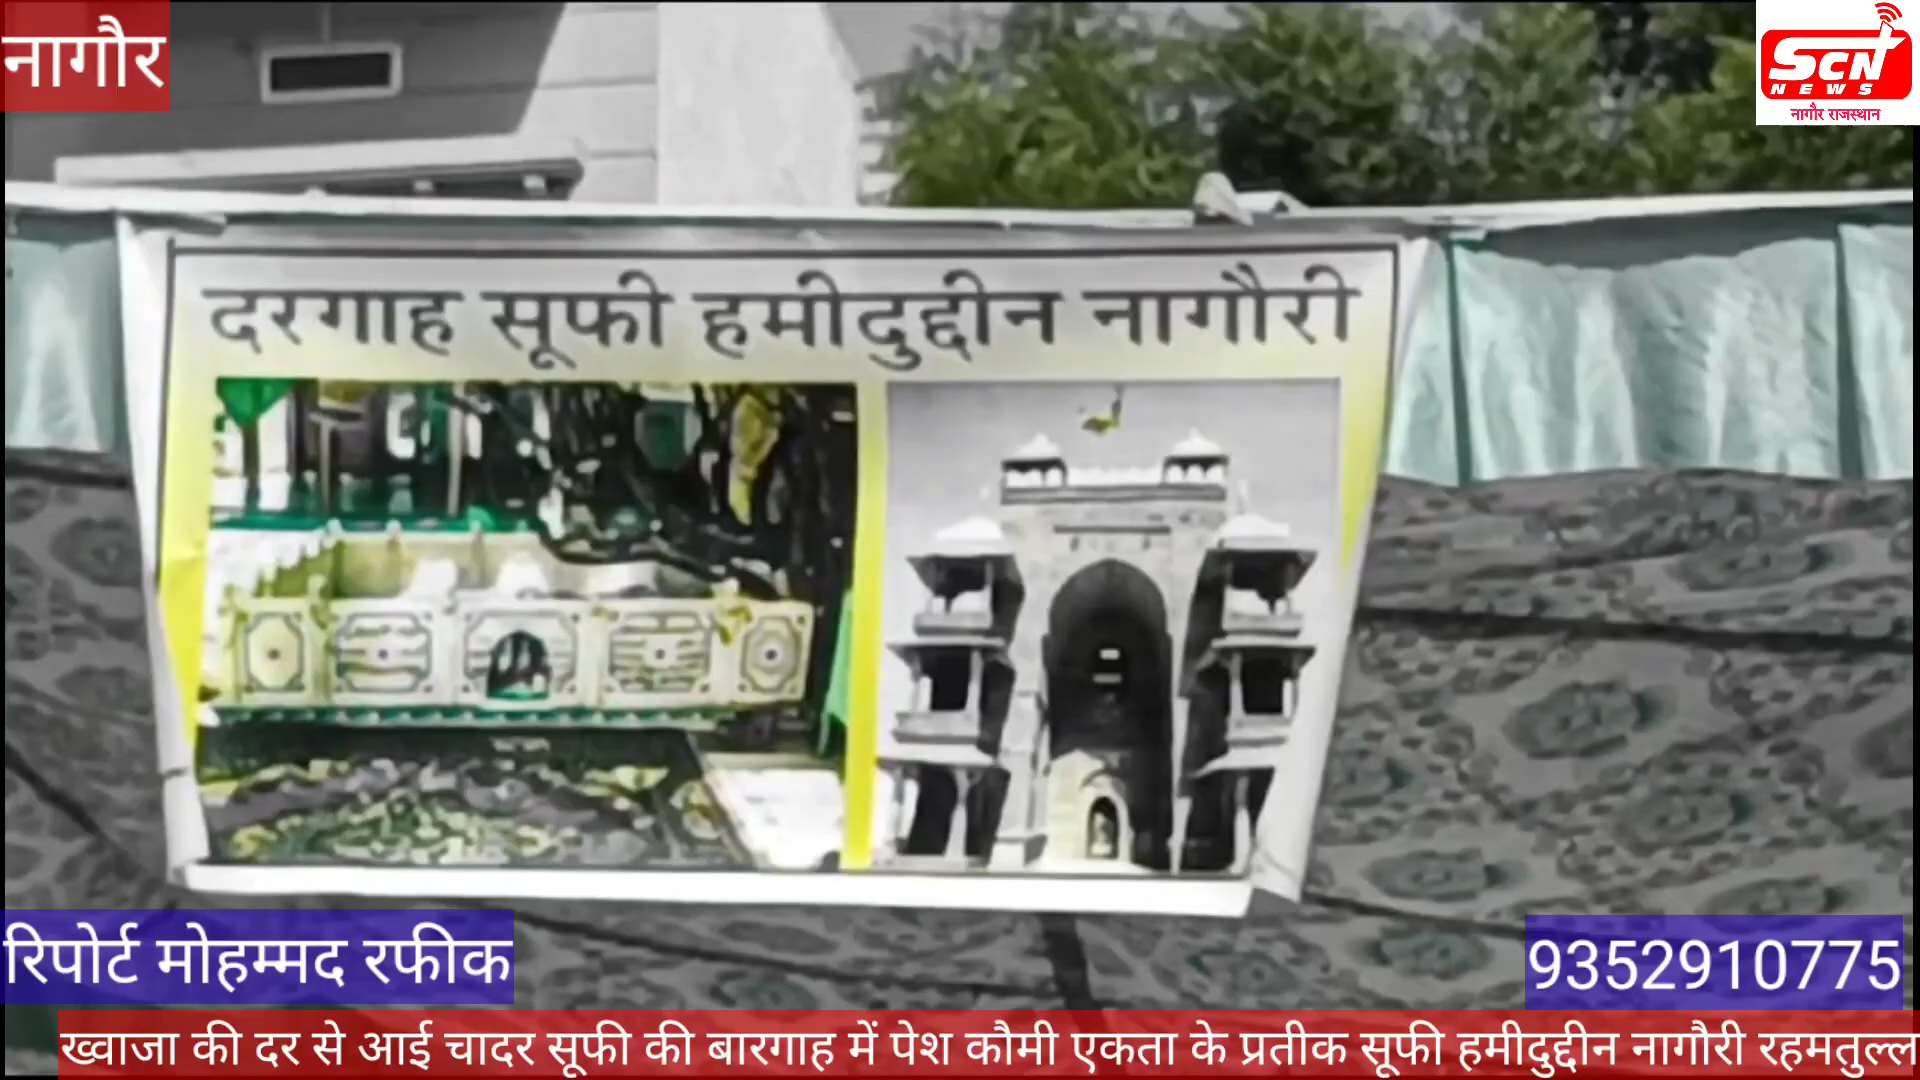 नागौर
SCN
NEWS
नागौर राजस्थान
दरगाह सूफी हमीदुद्दीन नागौरी
रिपोर्ट मोहम्मद रफीक
9352910775
ख्वाजा की दर से आई चादर सूफी की बारगाह में पेश कौमी एकता के प्रतीक सूफी हमीदुद्दीन नागौरी रहमतुल्ल